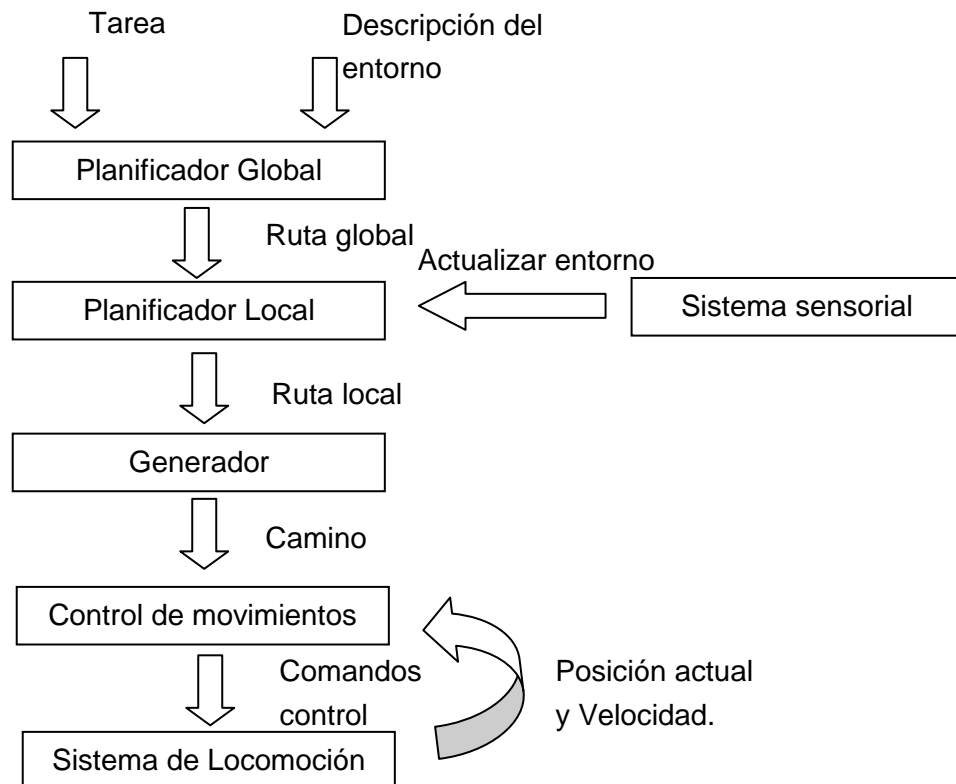 Tarea
Descripción del
entorno
Planificador Global
Ruta global
Actualizar entorno
Planificador Local
Sistema sensorial
Ruta local
Generador
Camino
Control de movimientos
Comandos
control
Posición actual
y Velocidad.
Sistema de Locomoción